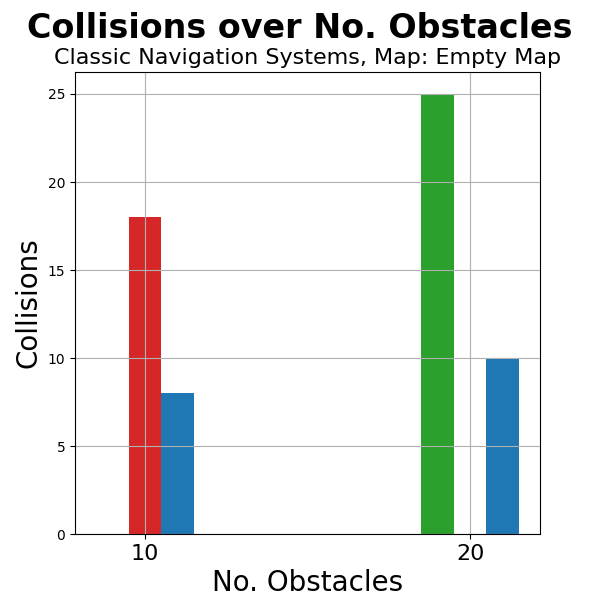 Collisions over No. Obstacles
Classic Navigation Systems, Map: Empty Map
25
20
15
10
5
0
Collisions
10 20
No. Obstacles